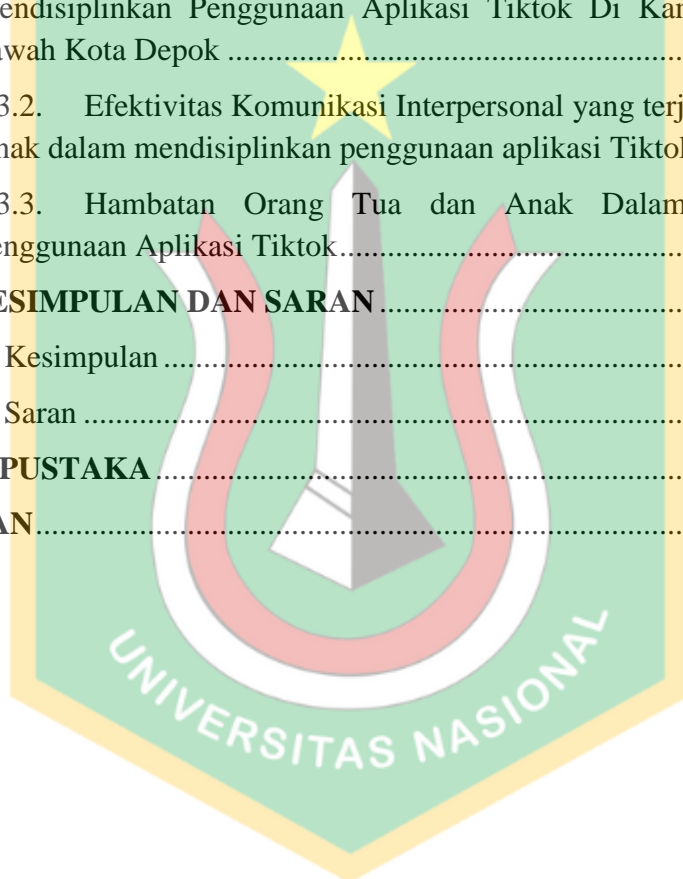 endisiplinkan Penggunaan Aplikasi Tiktok Di Kam
awah Kota Depok ......................................................
3.2. Efektivitas Komunikasi Interpersonal yang terj
nak dalam mendisiplinkan penggunaan aplikasi Tiktok
3.3. Hambatan Orang Tua dan Anak Dalam
enggunaan Aplikasi Tiktok........................................
ESIMPULAN DAN SARAN...................................
Kesimpulan ............................................................
Saran .....................................................................
PUSTAKA............................................................
AN........................................................................
UNIVERSITAS NASIONAL